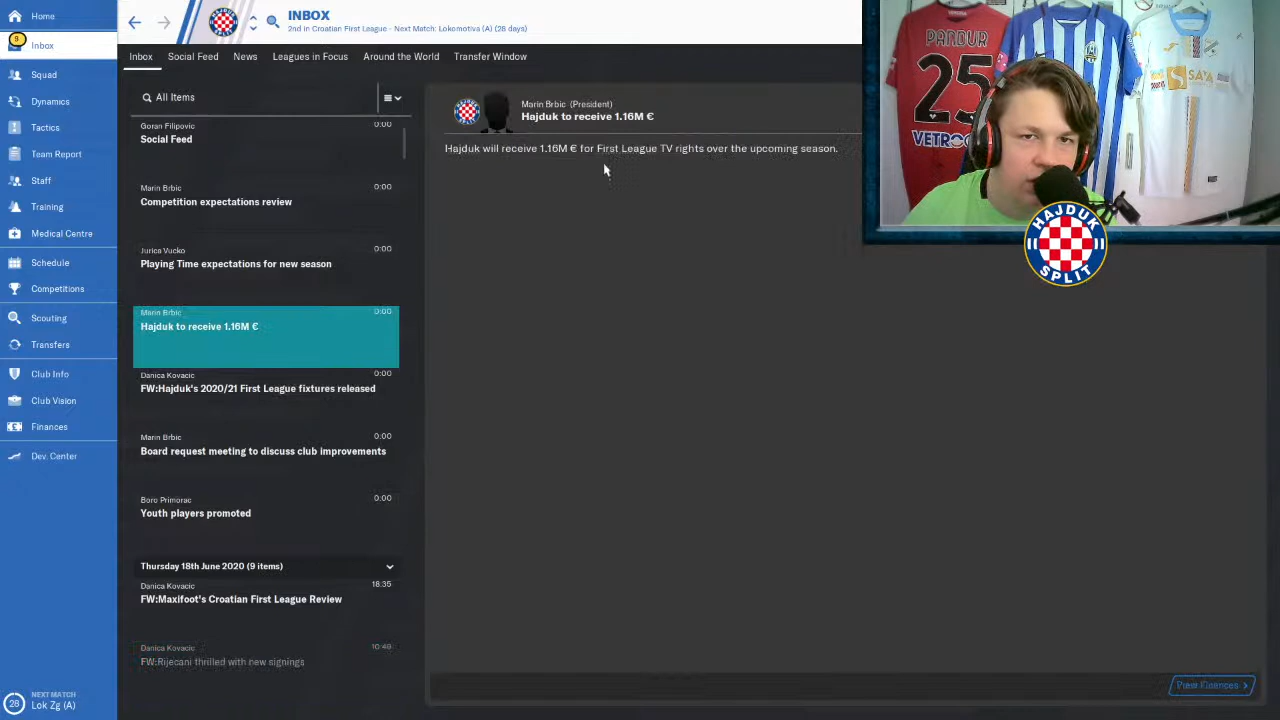 Home
9
Inbox
Squad
Dynamics
Tactics
Team Report
Staff
Training
Medical Centre
Schedule
Competitions
Scouting
Transfers
Club Info
Club Vision
Finances
Dev. Center
NEXT MATCH
28
Lok Zg (A)
INBOX
2nd in Croatian First League - Next Match: Lokomotiva (A) (28 days)
Inbox
Social Feed
News
Leagues in Focus
Around the World
Transfer Window
All Items
Goran Filipovic 0:00
Social Feed
Marin Brbic 0:00
Competition expectations review
Jurica Vucko 0:00
Playing Time expectations for new season
Marin Brbic 0:00
Hajduk to receive 1.16M €
Danica Kovacic 0:00
FW:Hajduk's 2020/21 First League fixtures released
Marin Brbic 0:00
Board request meeting to discuss club improvements
Boro Primorac 0:00
Youth players promoted
Thursday 18th June 2020 (9 items)
Danica Kovacic 18:35
FW:Maxifoot's Croatian First League Review
Danica Kovacic 10:48
FW:Rijecani thrilled with new signings
Marin Brbic (President)
Hajduk to receive 1.16M €
Hajduk will receive 1.16M € for First League TV rights over the upcoming season.
View Finances
PANDUR
25
VETRO
SAVA
HAJDUK
SPLIT